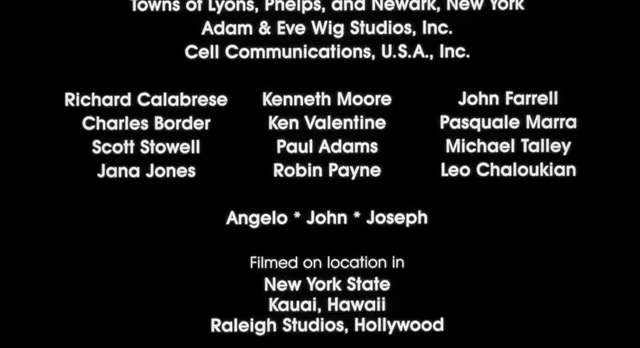 Towns of Lyons, Phelps, and Newark, New York
Adam & Eve Wig Studios, Inc.
Cell Communications, U.S.A., Inc.
Richard Calabrese Kenneth Moore John Farrell
Charles Border Ken Valentine Pasquale Marra
Scott Stowell Paul Adams Michael Talley
Jana Jones Robin Payne Leo Chaloukian
Angelo * John * Joseph
Filmed on location in
New York State
Kauai, Hawaii
Raleigh Studios, Hollywood